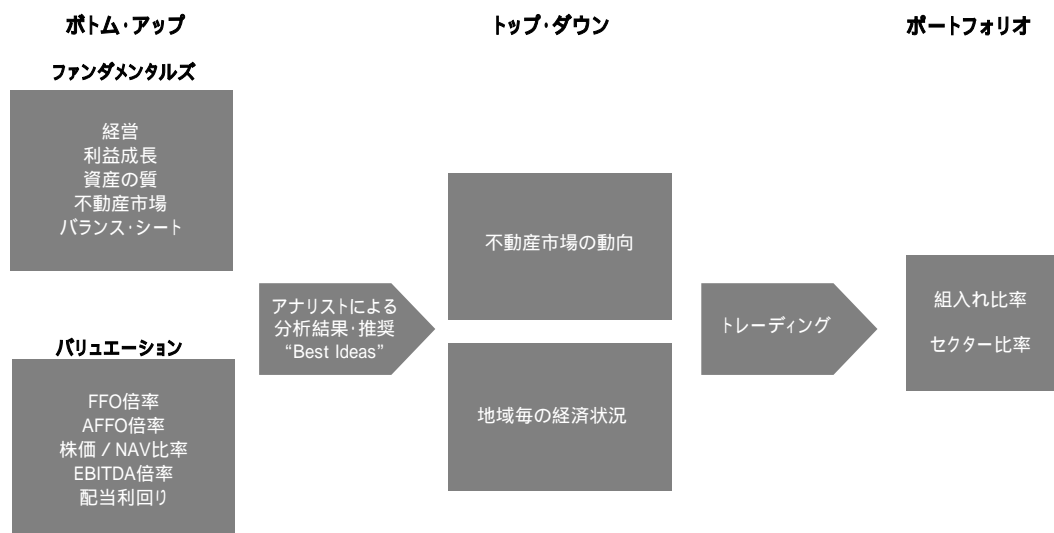 ボトム・アップ
トップ・ダウン
ポートフォリオ
ファンダメンタルズ
経営
利益成長
資産の質
不動産市場
バランス・シート
バリュエーション
FFO倍率
AFFO倍率
株価 / NAV比率
EBITDA倍率
配当利回り
アナリストによる
分析結果・推奨
“Best Ideas”
不動産市場の動向
地域毎の経済状況
トレーディング
組入れ比率
セクター比率